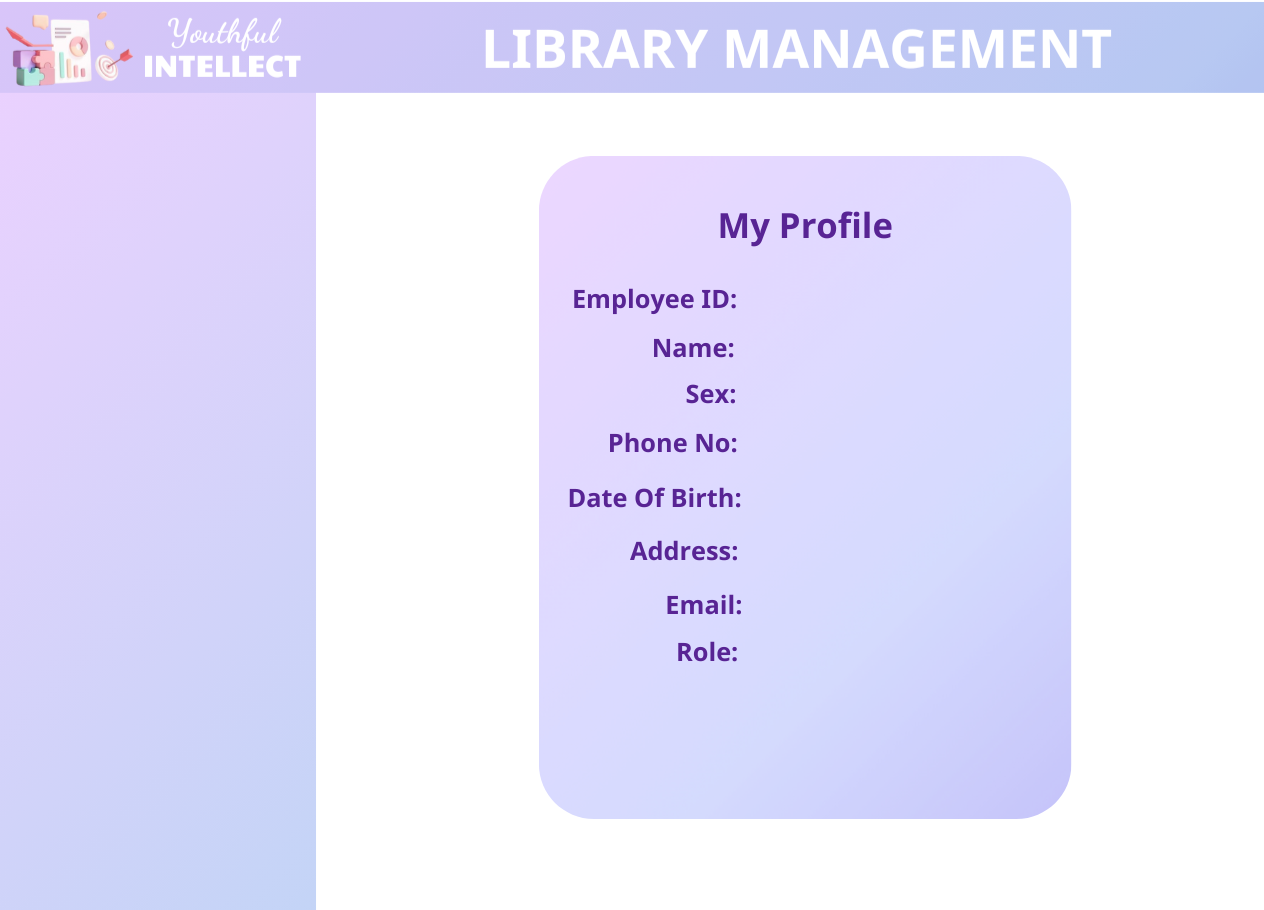 Youthful
INTELLECT
LIBRARY MANAGEMENT
My Profile
Employee ID:
Name:
Sex:
Phone No:
Date Of Birth:
Address:
Email:
Role: